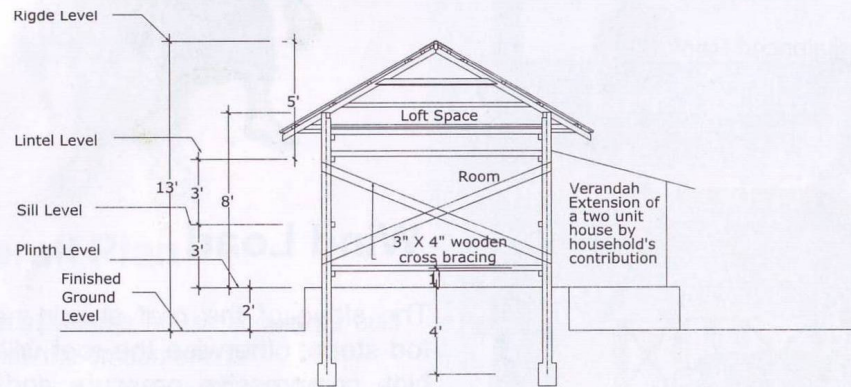 Rigde Level
5'
Loft Space
Lintel Level
13'
3'
8'
Room
Verandah
Extension of
a two unit
house by
household's
contribution
Sill Level
3" X 4" wooden
cross bracing
Plinth Level
3'
1'
Finished
Ground
Level
2'
4'